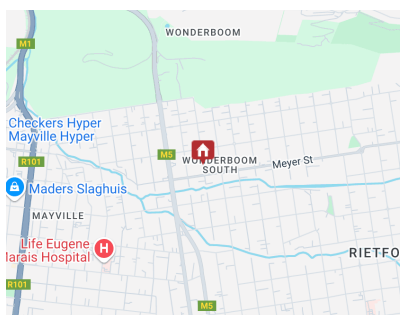 WONDERBOOM
M1
Checkers Hyper
Mayville Hyper
M5
R101
WONDERBOOM
SOUTH
Meyer St
Maders Slaghuis
MAYVILLE
Life Eugene
larais Hospital
H
RIETFO
R101
M5